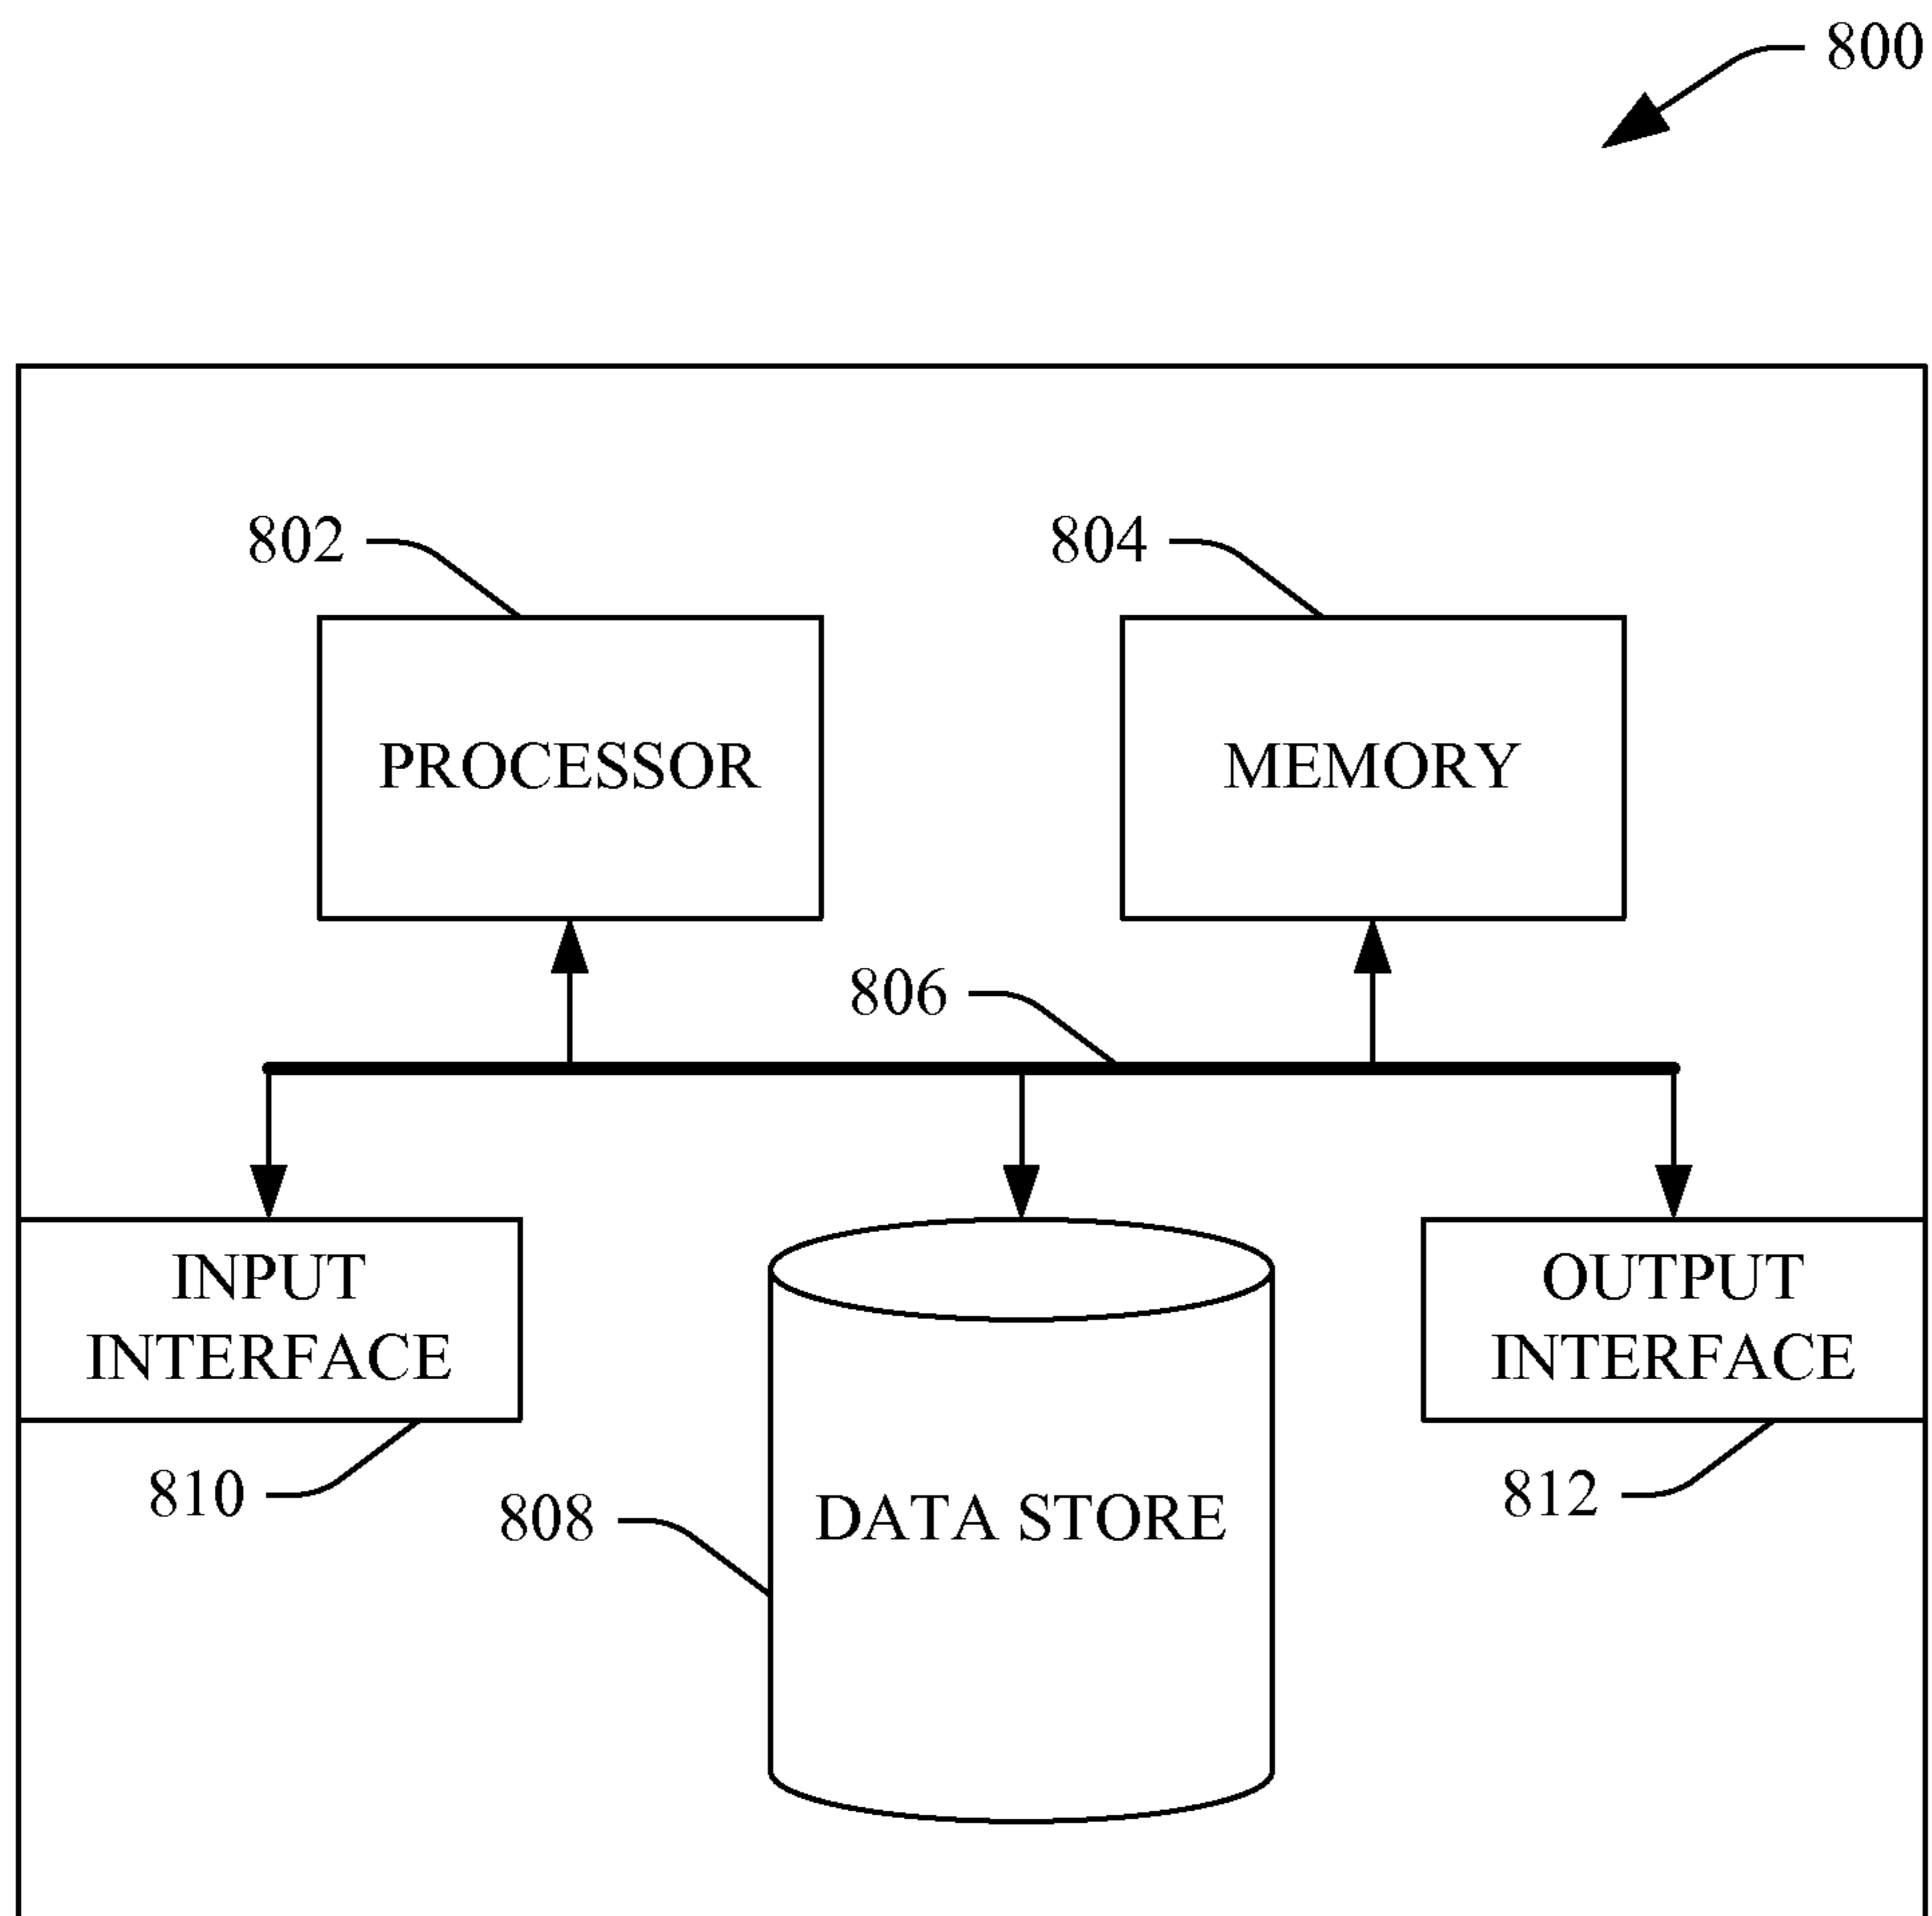 800
802
804
PROCESSOR
MEMORY
806
INPUT
INTERFACE
OUTPUT
INTERFACE
810
808
DATA STORE
812